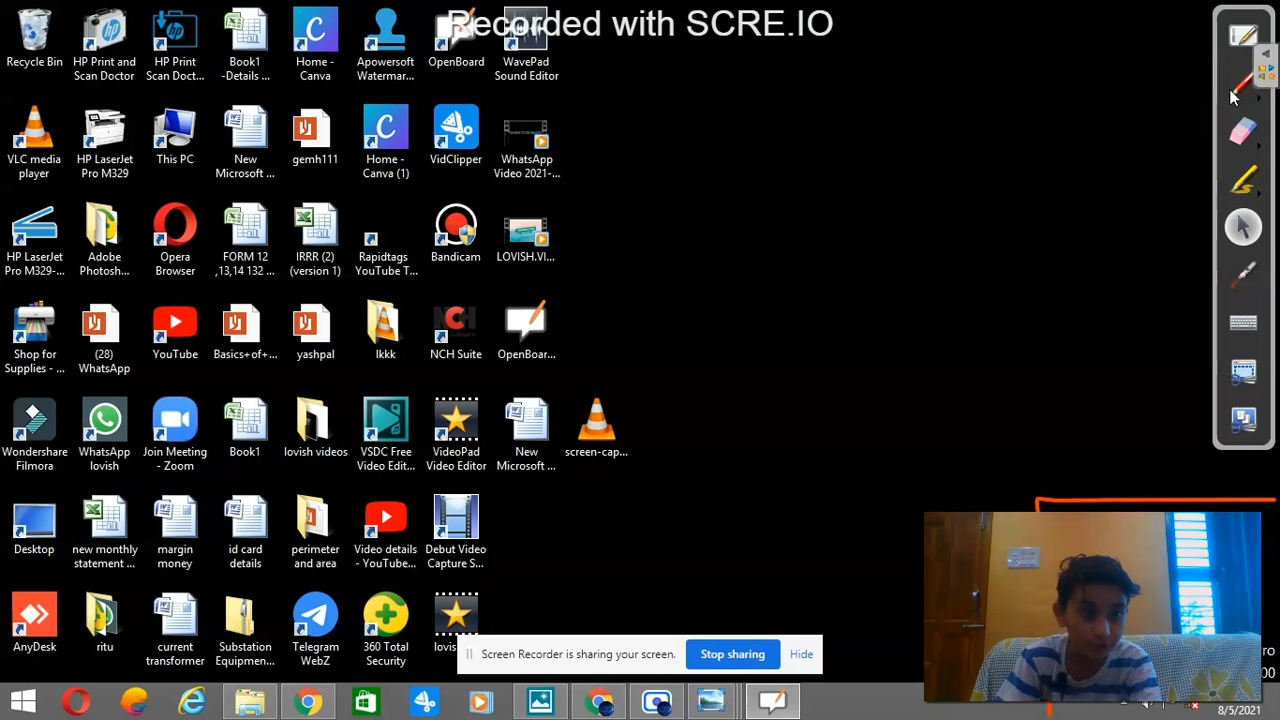 Recorded with SCRE.IO
Recycle Bin
HP Print and
Scan Doctor
HP Print
Scan Doct...
Book1
-Details ...
Home -
Canva
Apowersoft
Watermar...
OpenBoard
WavePad
Sound Editor
VLC media
player
HP LaserJet
Pro M329
This PC
New
Microsoft ...
gemh111
Home -
Canva (1)
VidClipper
WhatsApp
Video 2021-...
HP LaserJet
Pro M329-...
Adobe
Photosh...
Opera
Browser
FORM 12
,13,14 132 ...
IRRR (2)
(version 1)
Rapidtags
YouTube T...
Bandicam
LOVISH.VI...
Shop for
Supplies - ...
(28)
WhatsApp
YouTube
Basics+of+...
yashpal
NCH
NCH Suite
OpenBoar...
Wondershare
Filmora
WhatsApp
lovish
Join Meeting
- Zoom
Book1
lovish videos
VSDC Free
Video Edit...
VideoPad
Video Editor
New
Microsoft ...
screen-cap...
Desktop
new monthly
statement ...
margin
money
id card
details
perimeter
and area
Video details
- YouTube...
Debut Video
Capture S...
AnyDesk
ritu
current
transformer
Substation
Equipmen...
Telegram
WebZ
360 Total
Security
Screen Recorder is sharing your screen.
Stop sharing
Hide
8/5/2021